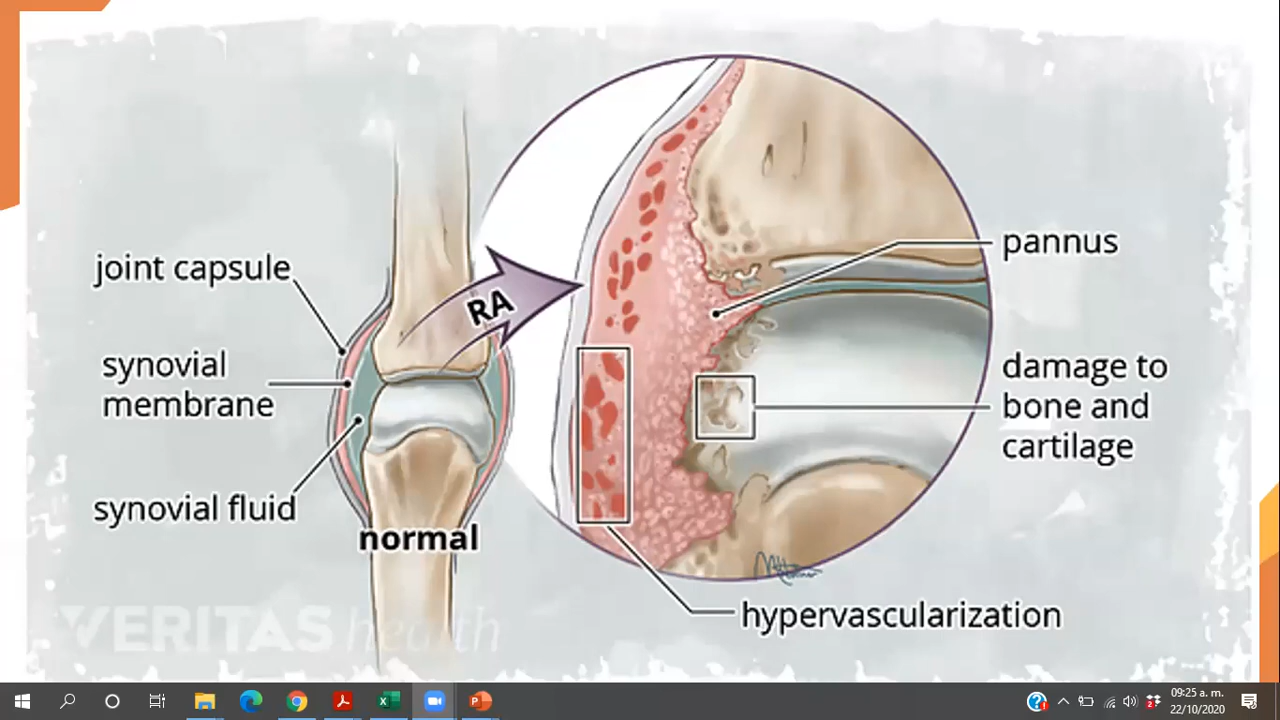 joint capsule
synovial
membrane
synovial fluid
normal
RA
pannus
damage to
bone and
cartilage
hypervascularization
VERITAS health
09:25 a. m.
22/10/2020